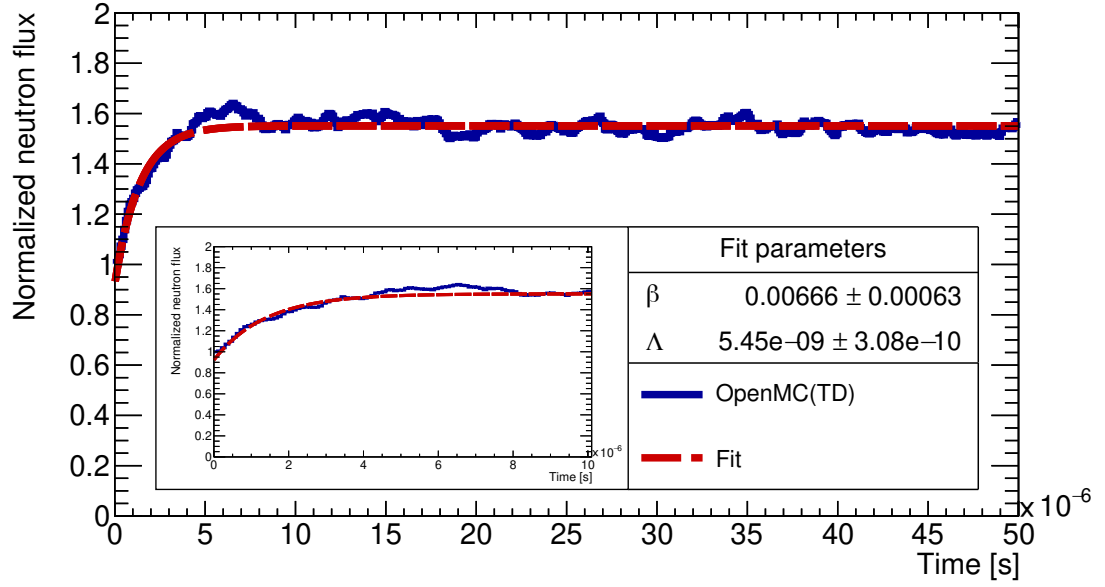 Normalized neutron flux
2
1.8
1.6
1.4
1.2
1
0.8
0.6
0.4
0.2
0
0 5 10 15 20 25 30 35 40 45 50
×10⁻⁶
Time [s]
Normalized neutron flux
2
1.8
1.6
1.4
1.2
1
0.8
0.6
0.4
0.2
0
0 2 4 6 8 10
×10⁻⁶
Time [s]
Fit parameters
β 0.00666 ± 0.00063
Λ 5.45e−09 ± 3.08e−10
OpenMC(TD)
Fit